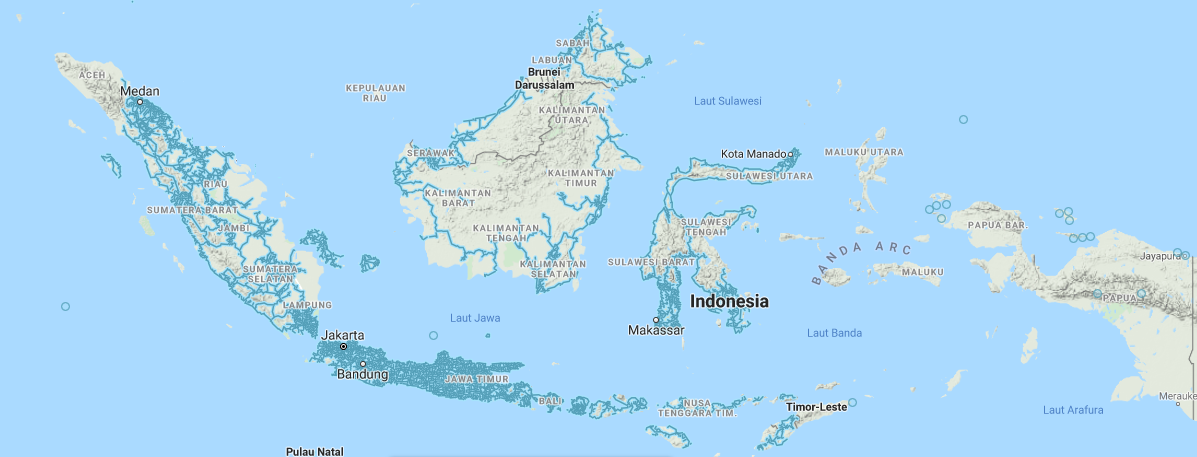 SABAH
LABUAN
Brunei
Darussalam
ACEH
Medan
KEPULAUAN
RIAU
Laut Sulawesi
KALIMANTAN
UTARA
SERAWAK
Kota Manado
MALUKU UTARA
SULAWESI UTARA
KALIMANTAN
TIMUR
RIAU
KALIMANTAN
BARAT
SUMATERA BARAT
JAMBI
KALIMANTAN
TENGAH
SULAWESI
TENGAH
PAPUA BAR.
BANDA ARC
Jayapura
SUMATERA
SELATAN
KALIMANTAN
SELATAN
SULAWESI BARAT
MALUKU
PAPUA
LAMPUNG
Indonesia
Laut Jawa
Makassar
Laut Banda
Jakarta
Bandung
JAWA TIMUR
BALI
NUSA
TENGGARA TIM.
Timor-Leste
Laut Arafura
Merauke
Pulau Natal